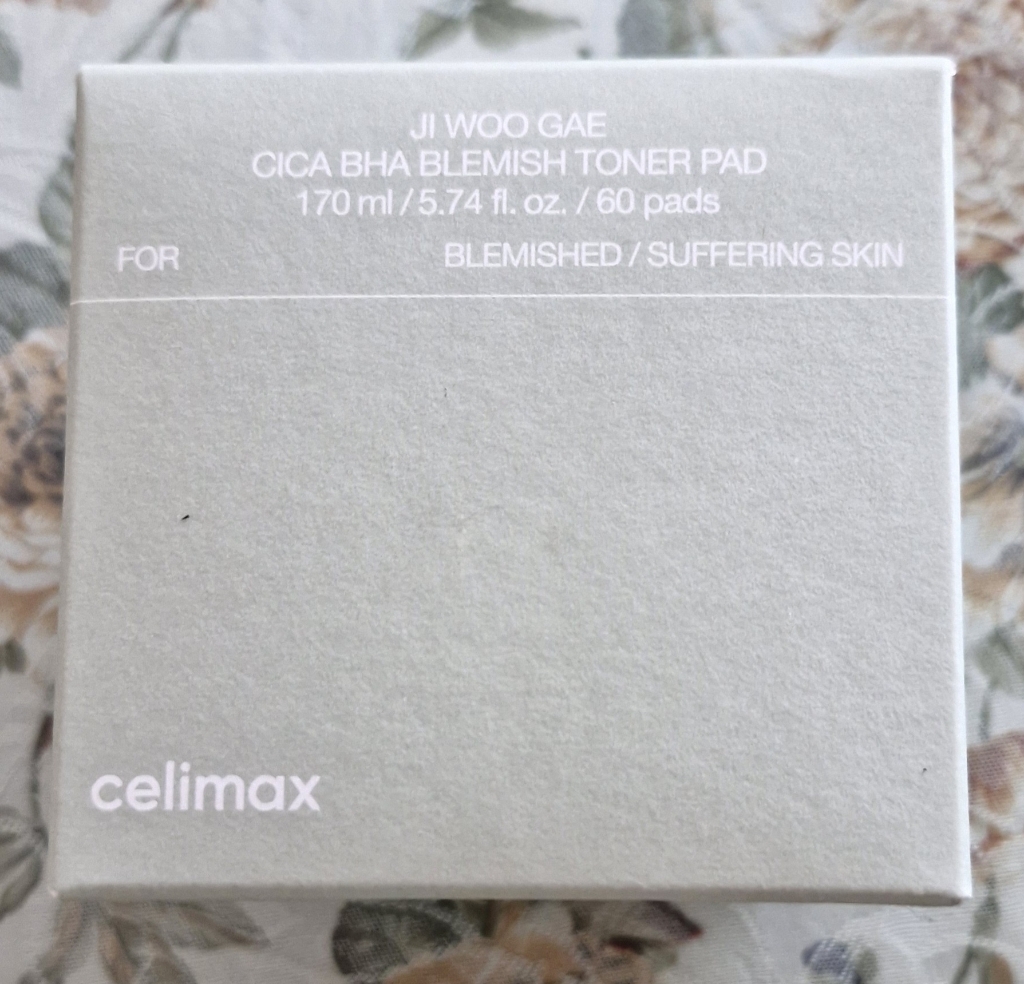 JI WOO GAE
CICA BHA BLEMISH TONER PAD
170 ml / 5.74 fl. oz. / 60 pads
FOR BLEMISHED / SUFFERING SKIN
celimax